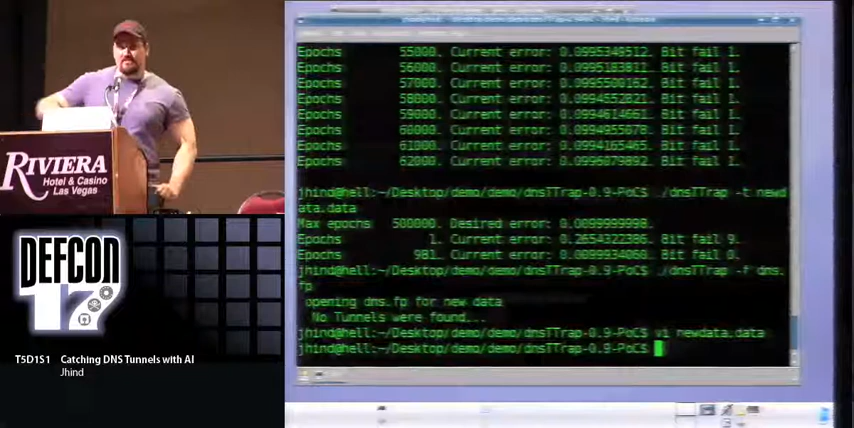 Epochs 55000. Current error: 0.0995349512. Bit fail 1.
Epochs 56000. Current error: 0.0995183811. Bit fail 1.
Epochs 57000. Current error: 0.0995500162. Bit fail 1.
Epochs 58000. Current error: 0.0994552821. Bit fail 1.
Epochs 59000. Current error: 0.0994614661. Bit fail 1.
Epochs 60000. Current error: 0.0994955078. Bit fail 1.
Epochs 61000. Current error: 0.0994165465. Bit fail 1.
Epochs 62000. Current error: 0.0996079892. Bit fail 1.
jhind@hell:~/Desktop/demo/demo/dnsTTrap-0.9-PoC$ ./dnsTTrap -t newd
ata.data
Max epochs 500000. Desired error: 0.0099999998.
Epochs 1. Current error: 0.2654322386. Bit fail 9.
Epochs 981. Current error: 0.0099934060. Bit fail 0.
jhind@hell:~/Desktop/demo/demo/dnsTTrap-0.9-PoC$ ./dnsTTrap -f dns.
fp
opening dns.fp for new data
No Tunnels were found...
jhind@hell:~/Desktop/demo/demo/dnsTTrap-0.9-PoC$ vi newdata.data
jhind@hell:~/Desktop/demo/demo/dnsTTrap-0.9-PoC$
RIVIERA
Hotel & Casino
Las Vegas
DEFCON
17
T5D1S1 Catching DNS Tunnels with AI
Jhind